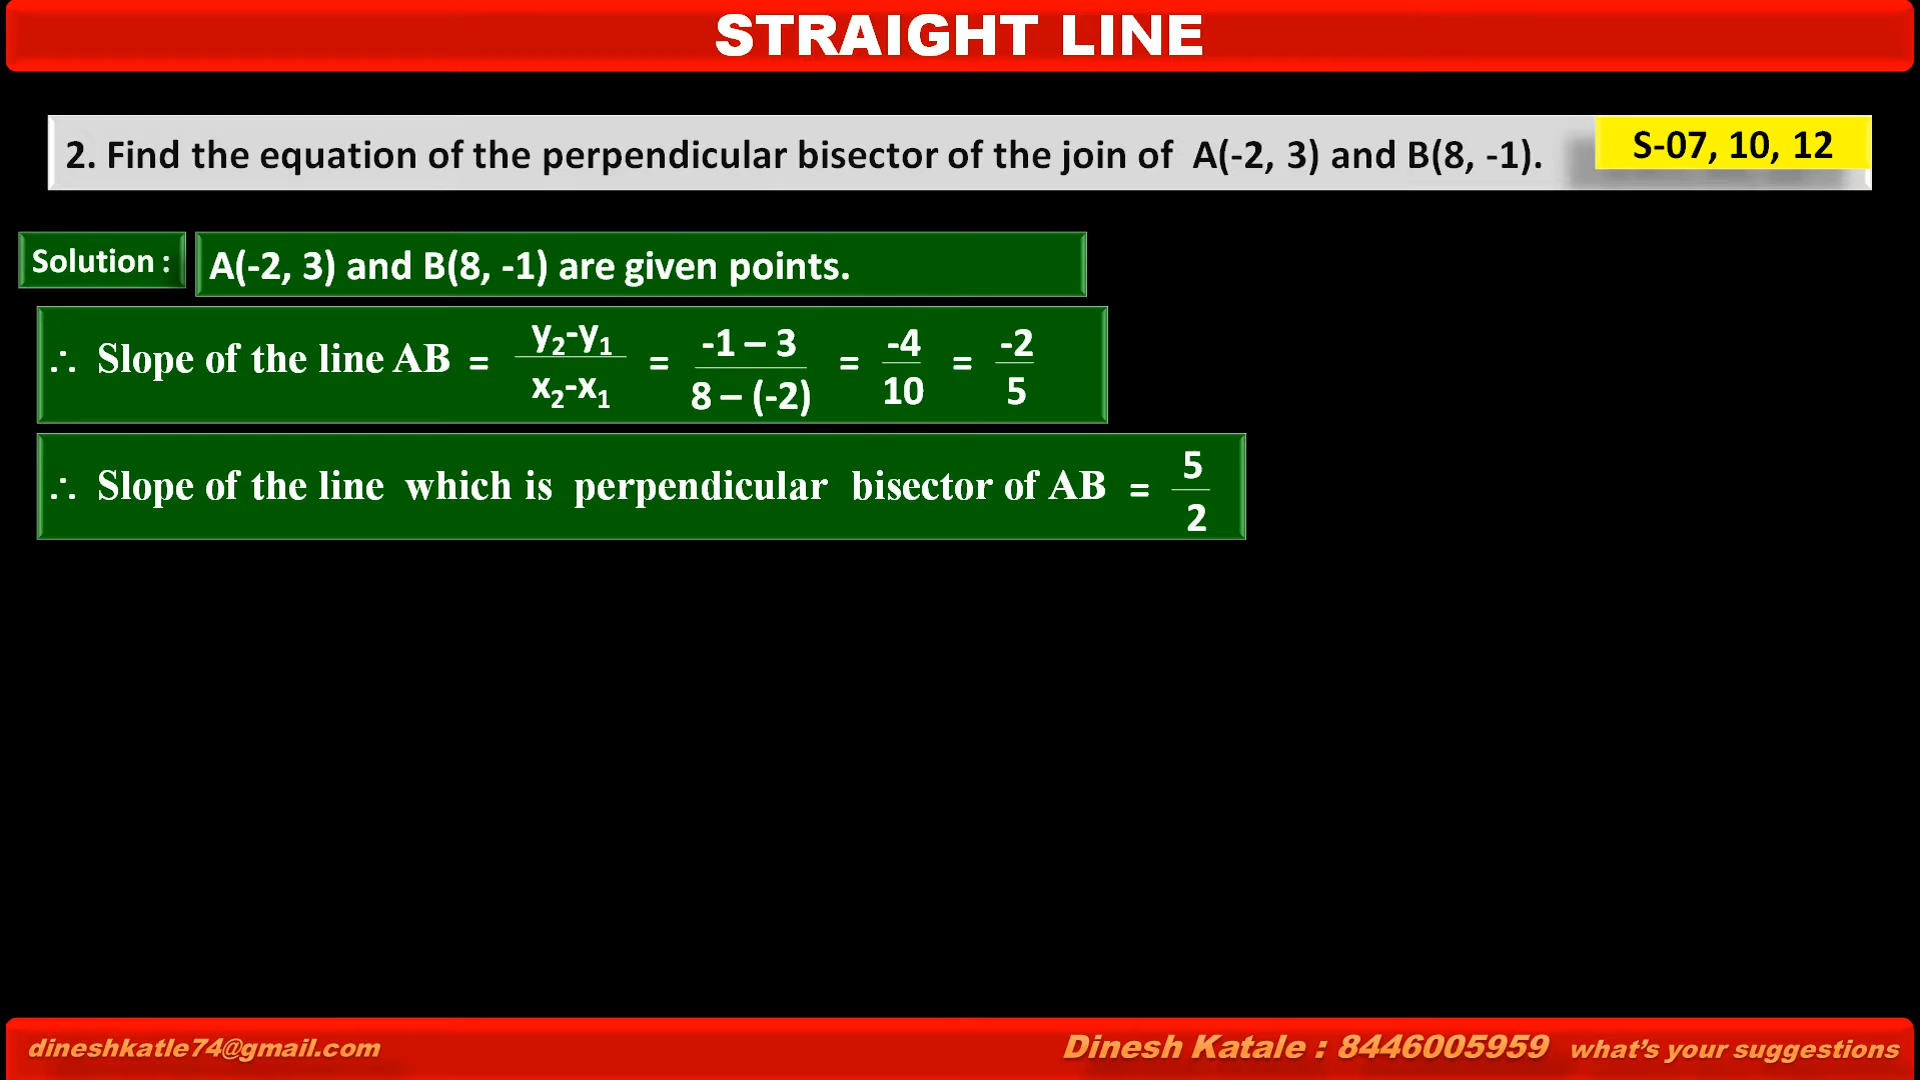 STRAIGHT LINE
2. Find the equation of the perpendicular bisector of the join of A(-2, 3) and B(8, -1). S-07, 10, 12
Solution : A(-2, 3) and B(8, -1) are given points.
∴ Slope of the line AB = y₂-y₁ / x₂-x₁ = -1 – 3 / 8 – (-2) = -4 / 10 = -2 / 5
∴ Slope of the line which is perpendicular bisector of AB = 5 / 2
dineshkatle74@gmail.com Dinesh Katale : 8446005959 what's your suggestions